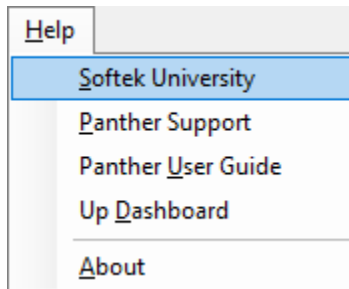 Help
Softek University
Panther Support
Panther User Guide
Up Dashboard
About